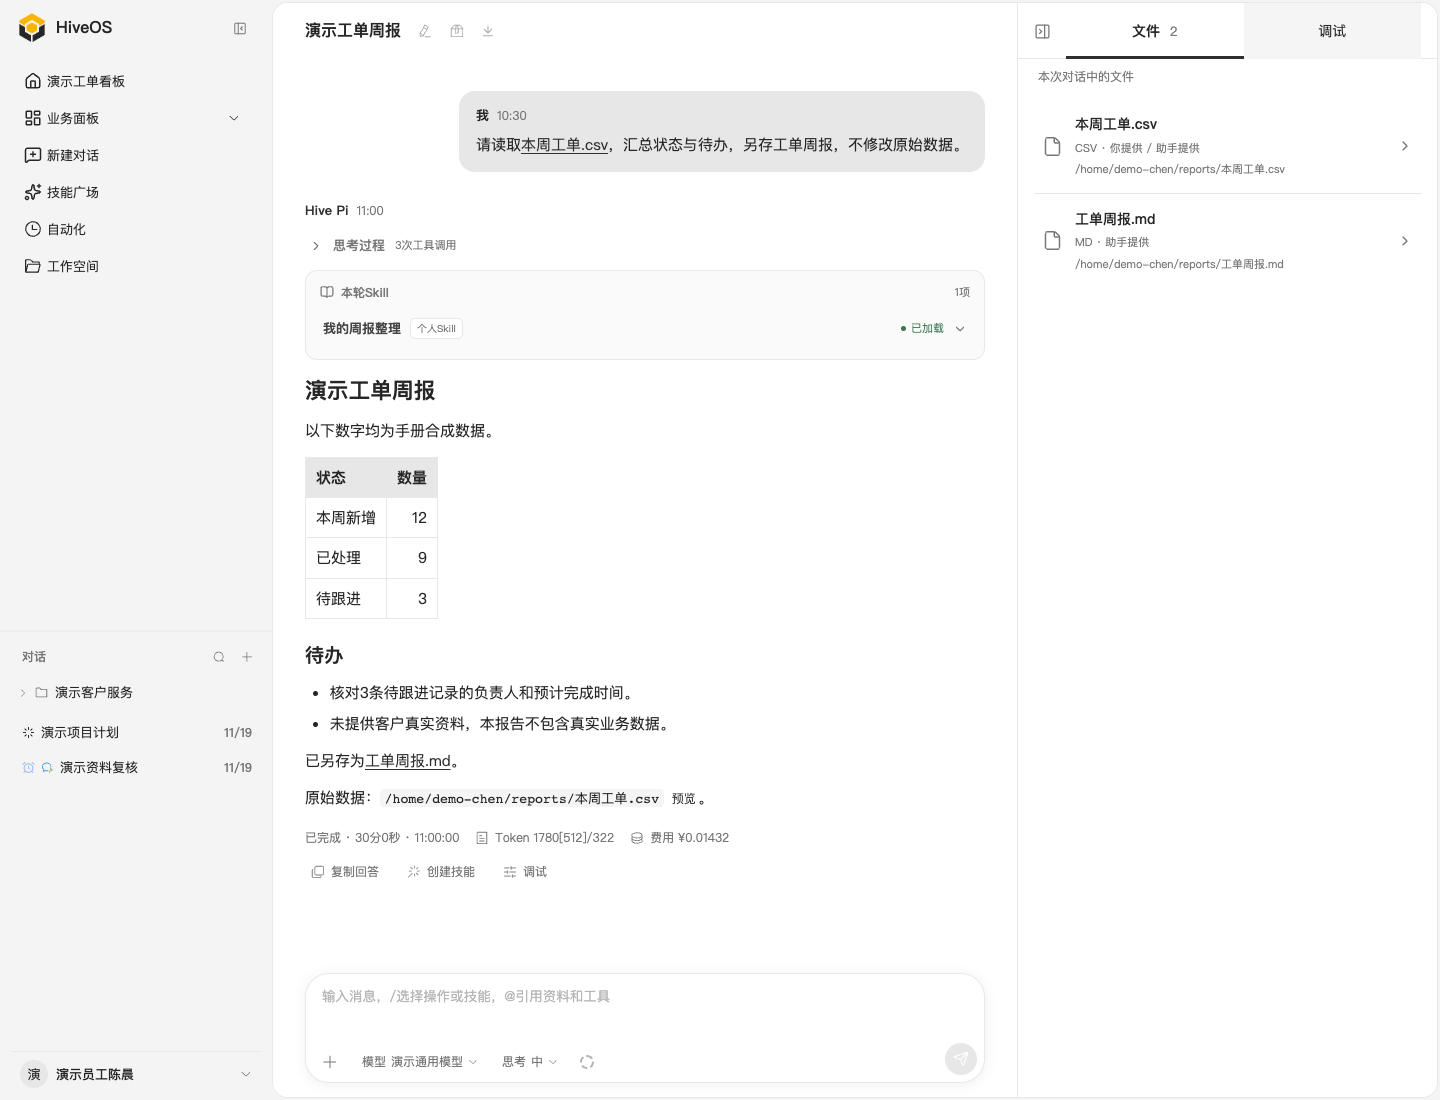 HiveOS
演示工单看板
业务面板
新建对话
技能广场
自动化
工作空间
对话
演示客户服务
演示项目计划 11/19
演示资料复核 11/19
演 演示员工陈晨
演示工单周报
我 10:30
请读取本周工单.csv，汇总状态与待办，另存工单周报，不修改原始数据。
Hive Pi 11:00
思考过程 3次工具调用
本轮Skill 1项
我的周报整理 个人Skill 已加载
演示工单周报
以下数字均为手册合成数据。
状态 数量
本周新增 12
已处理 9
待跟进 3
待办
• 核对3条待跟进记录的负责人和预计完成时间。
• 未提供客户真实资料，本报告不包含真实业务数据。
已另存为工单周报.md。
原始数据：/home/demo-chen/reports/本周工单.csv 预览。
已完成 · 30分0秒 · 11:00:00 Token 1780[512]/322 费用 ¥0.01432
复制回答 创建技能 调试
输入消息，/选择操作或技能，@引用资料和工具
模型 演示通用模型 思考 中
文件 2 调试
本次对话中的文件
本周工单.csv
CSV · 你提供 / 助手提供
/home/demo-chen/reports/本周工单.csv
工单周报.md
MD · 助手提供
/home/demo-chen/reports/工单周报.md